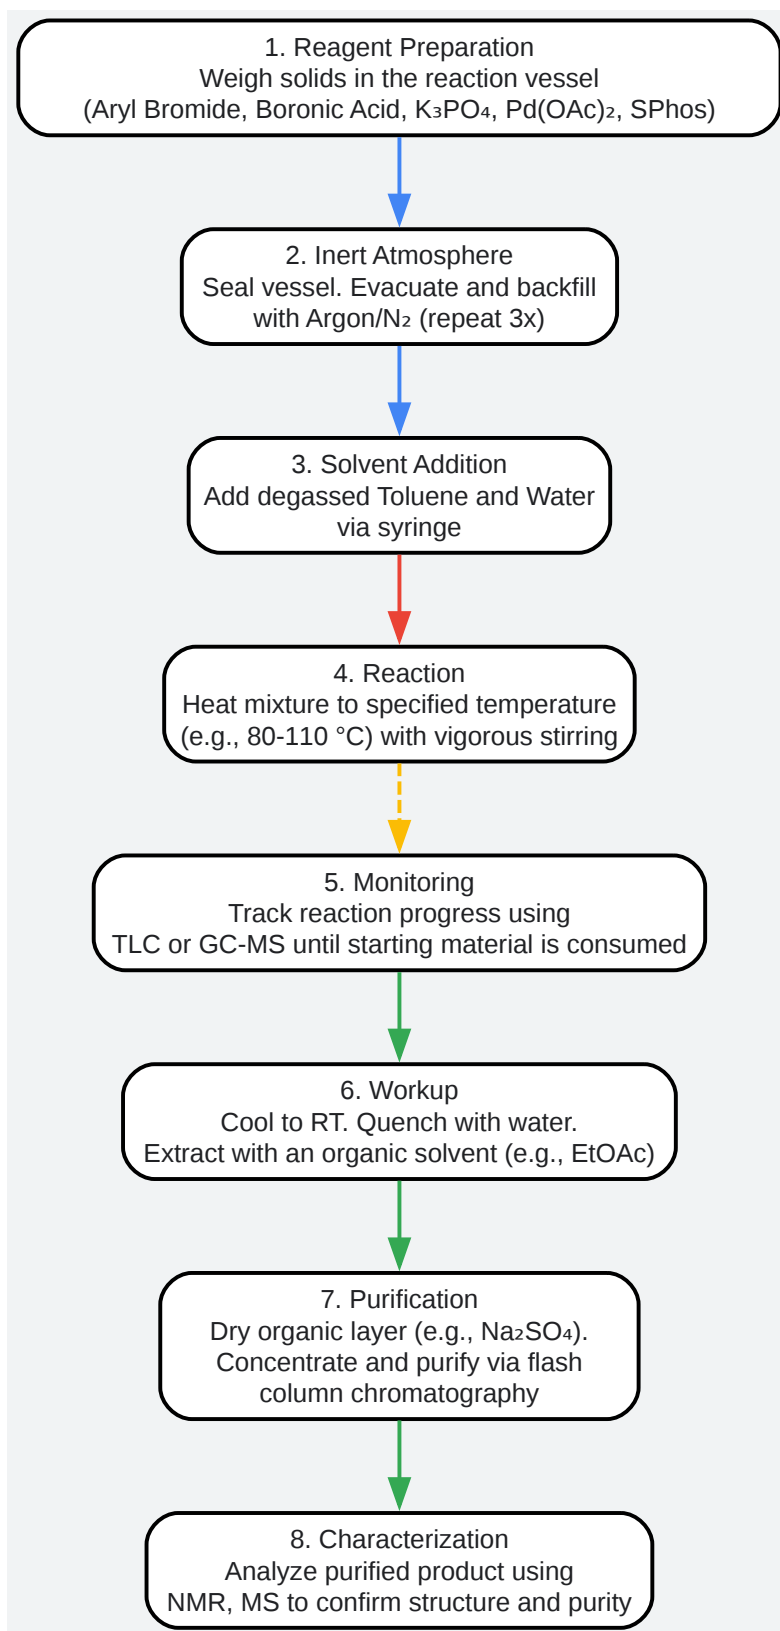 1. Reagent Preparation
Weigh solids in the reaction vessel
(Aryl Bromide, Boronic Acid, K₃PO₄, Pd(OAc)₂, SPhos)
2. Inert Atmosphere
Seal vessel. Evacuate and backfill
with Argon/N₂ (repeat 3x)
3. Solvent Addition
Add degassed Toluene and Water
via syringe
4. Reaction
Heat mixture to specified temperature
(e.g., 80-110 °C) with vigorous stirring
5. Monitoring
Track reaction progress using
TLC or GC-MS until starting material is consumed
6. Workup
Cool to RT. Quench with water.
Extract with an organic solvent (e.g., EtOAc)
7. Purification
Dry organic layer (e.g., Na₂SO₄).
Concentrate and purify via flash
column chromatography
8. Characterization
Analyze purified product using
NMR, MS to confirm structure and purity